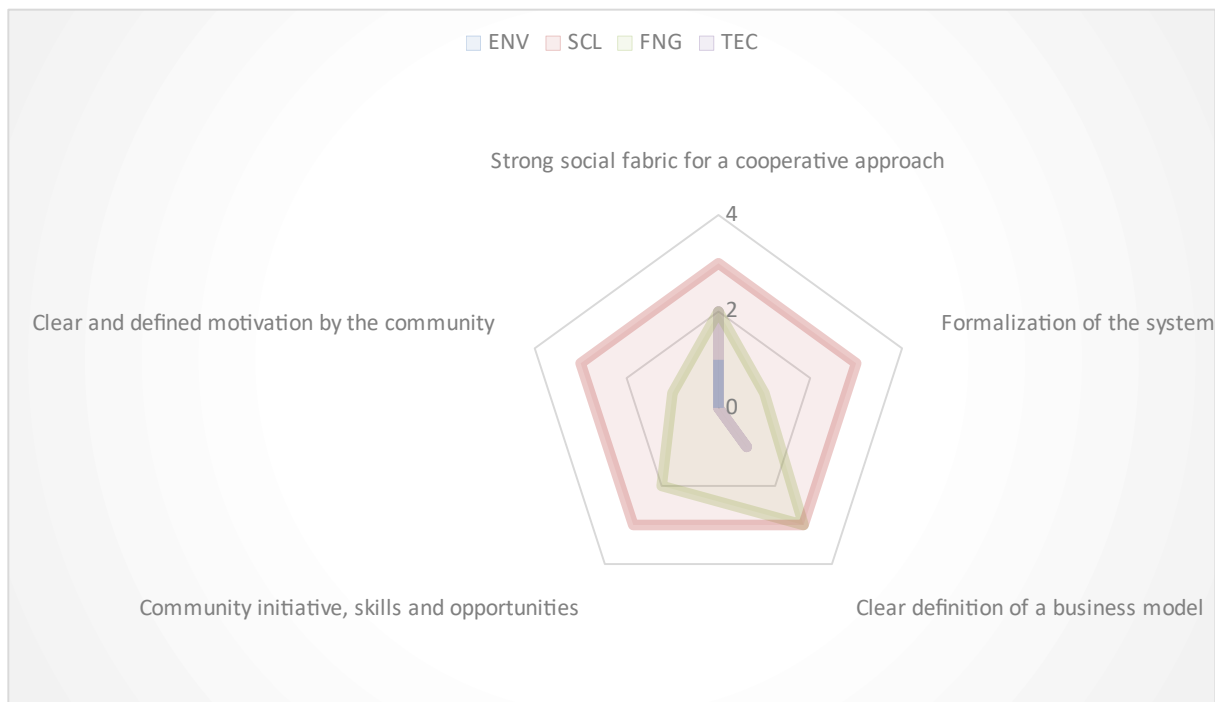 ENV SCL FNG TEC
Strong social fabric for a cooperative approach
4
Clear and defined motivation by the community
2
Formalization of the system
0
Community initiative, skills and opportunities
Clear definition of a business model